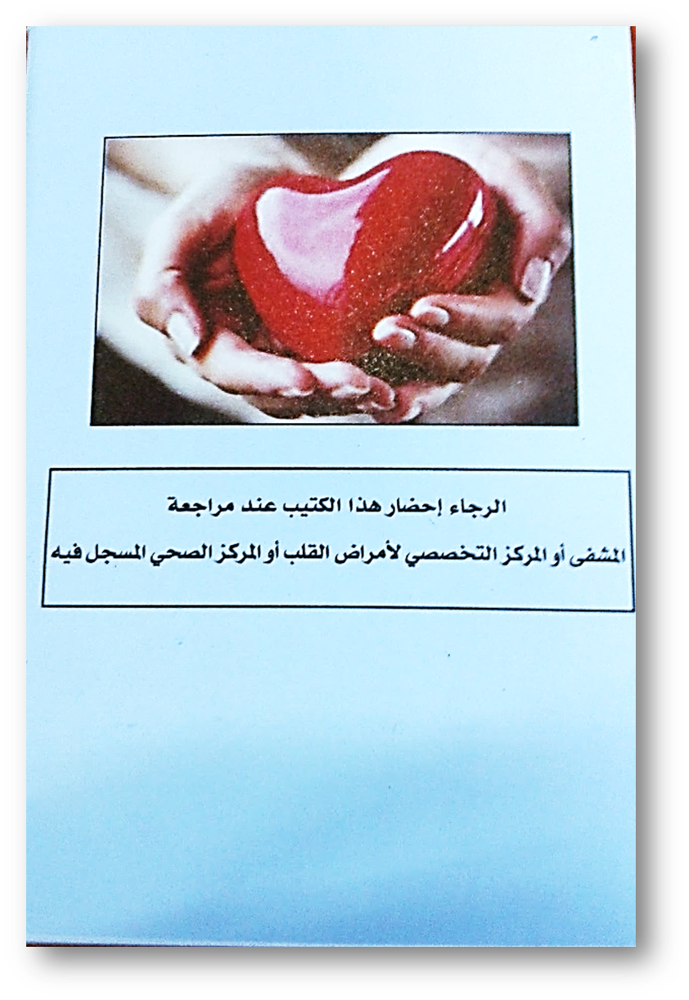 الرجاء إحضار هذا الكتيب عند مراجعة
المشفى أو المركز التخصصي لأمراض القلب أو المركز الصحي المسجل فيه